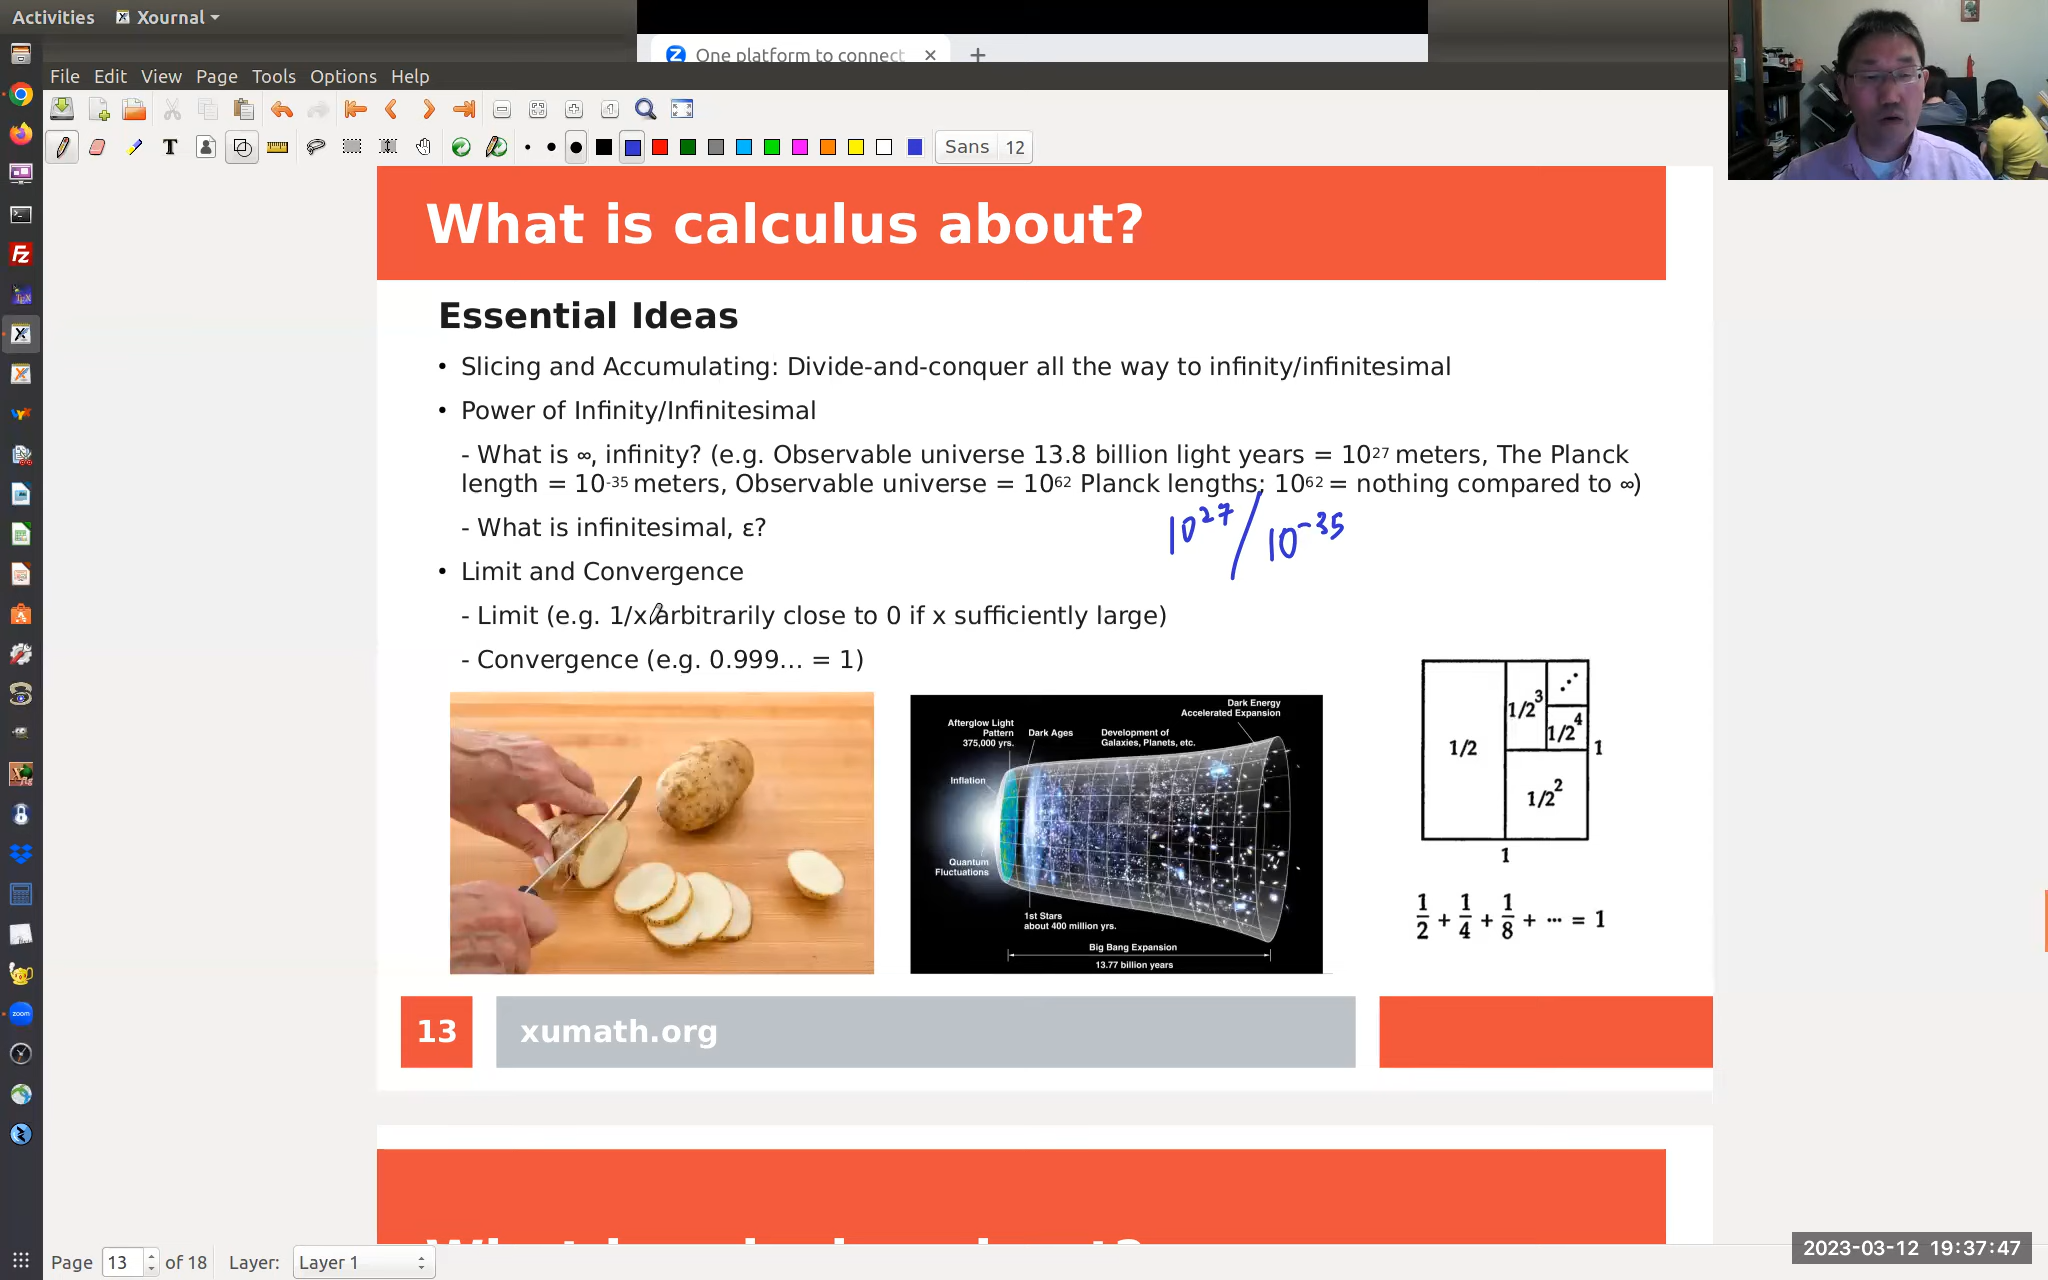 Activities Xournal
One platform to connect
File Edit View Page Tools Options Help
Sans 12
What is calculus about?
Essential Ideas
• Slicing and Accumulating: Divide-and-conquer all the way to infinity/infinitesimal
• Power of Infinity/Infinitesimal
- What is ∞, infinity? (e.g. Observable universe 13.8 billion light years = 10²⁷ meters, The Planck
length = 10⁻³⁵ meters, Observable universe = 10⁶² Planck lengths; 10⁶² = nothing compared to ∞)
10²⁷ / 10⁻³⁵
- What is infinitesimal, ε?
• Limit and Convergence
- Limit (e.g. 1/x arbitrarily close to 0 if x sufficiently large)
- Convergence (e.g. 0.999... = 1)
Dark Energy
Accelerated Expansion
Afterglow Light
Pattern
375,000 yrs.
Dark Ages
Development of
Galaxies, Planets, etc.
Inflation
Quantum
Fluctuations
1st Stars
about 400 million yrs.
Big Bang Expansion
13.77 billion years
1/2
1/2³
⋰
1/2⁴
1
1/2²
1
1/2 + 1/4 + 1/8 + ··· = 1
13 xumath.org
Page 13 of 18 Layer: Layer 1
2023-03-12 19:37:47